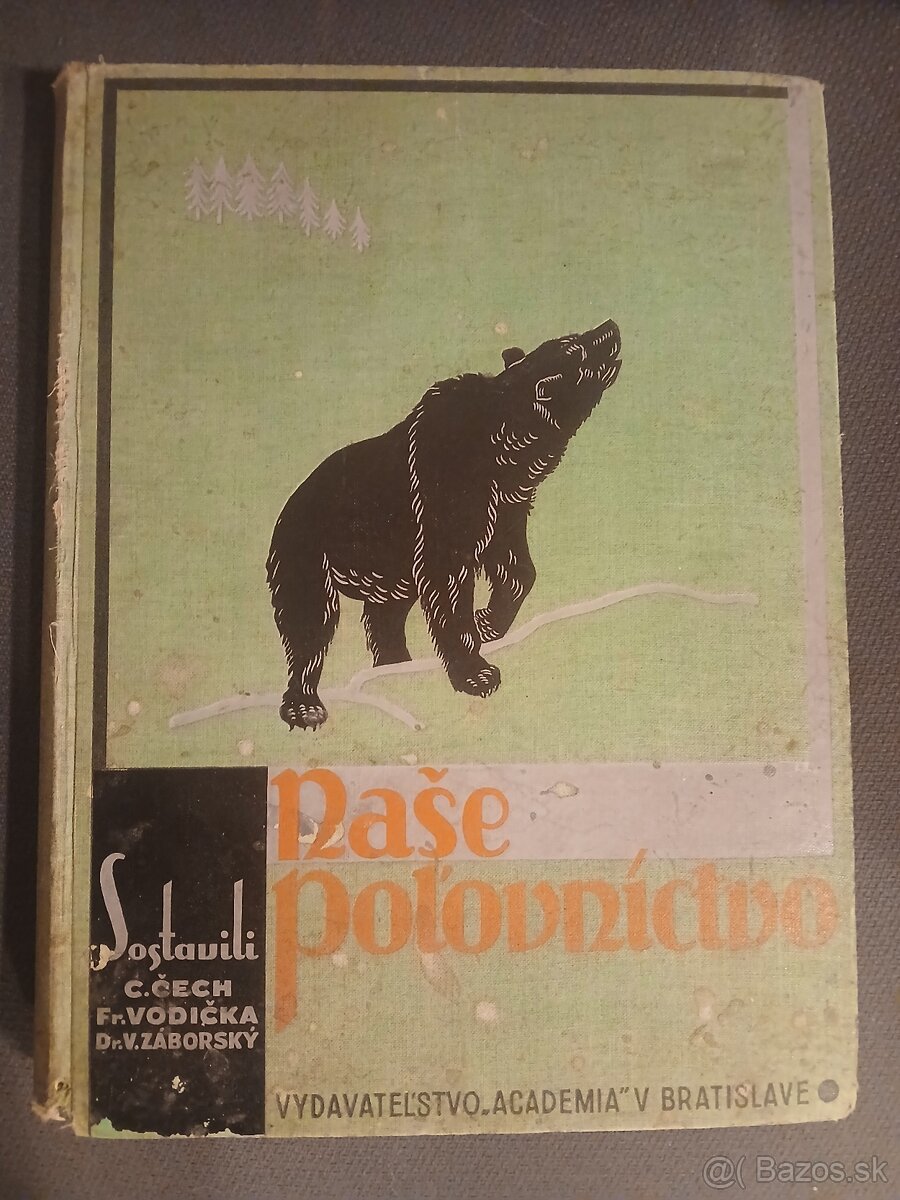 Naše
poľovníctvo
Sostavili
C. ČECH
Fr. VODIČKA
Dr. V. ZÁBORSKÝ
VYDAVATEĽSTVO „ACADEMIA“ V BRATISLAVE
@( Bazos.sk